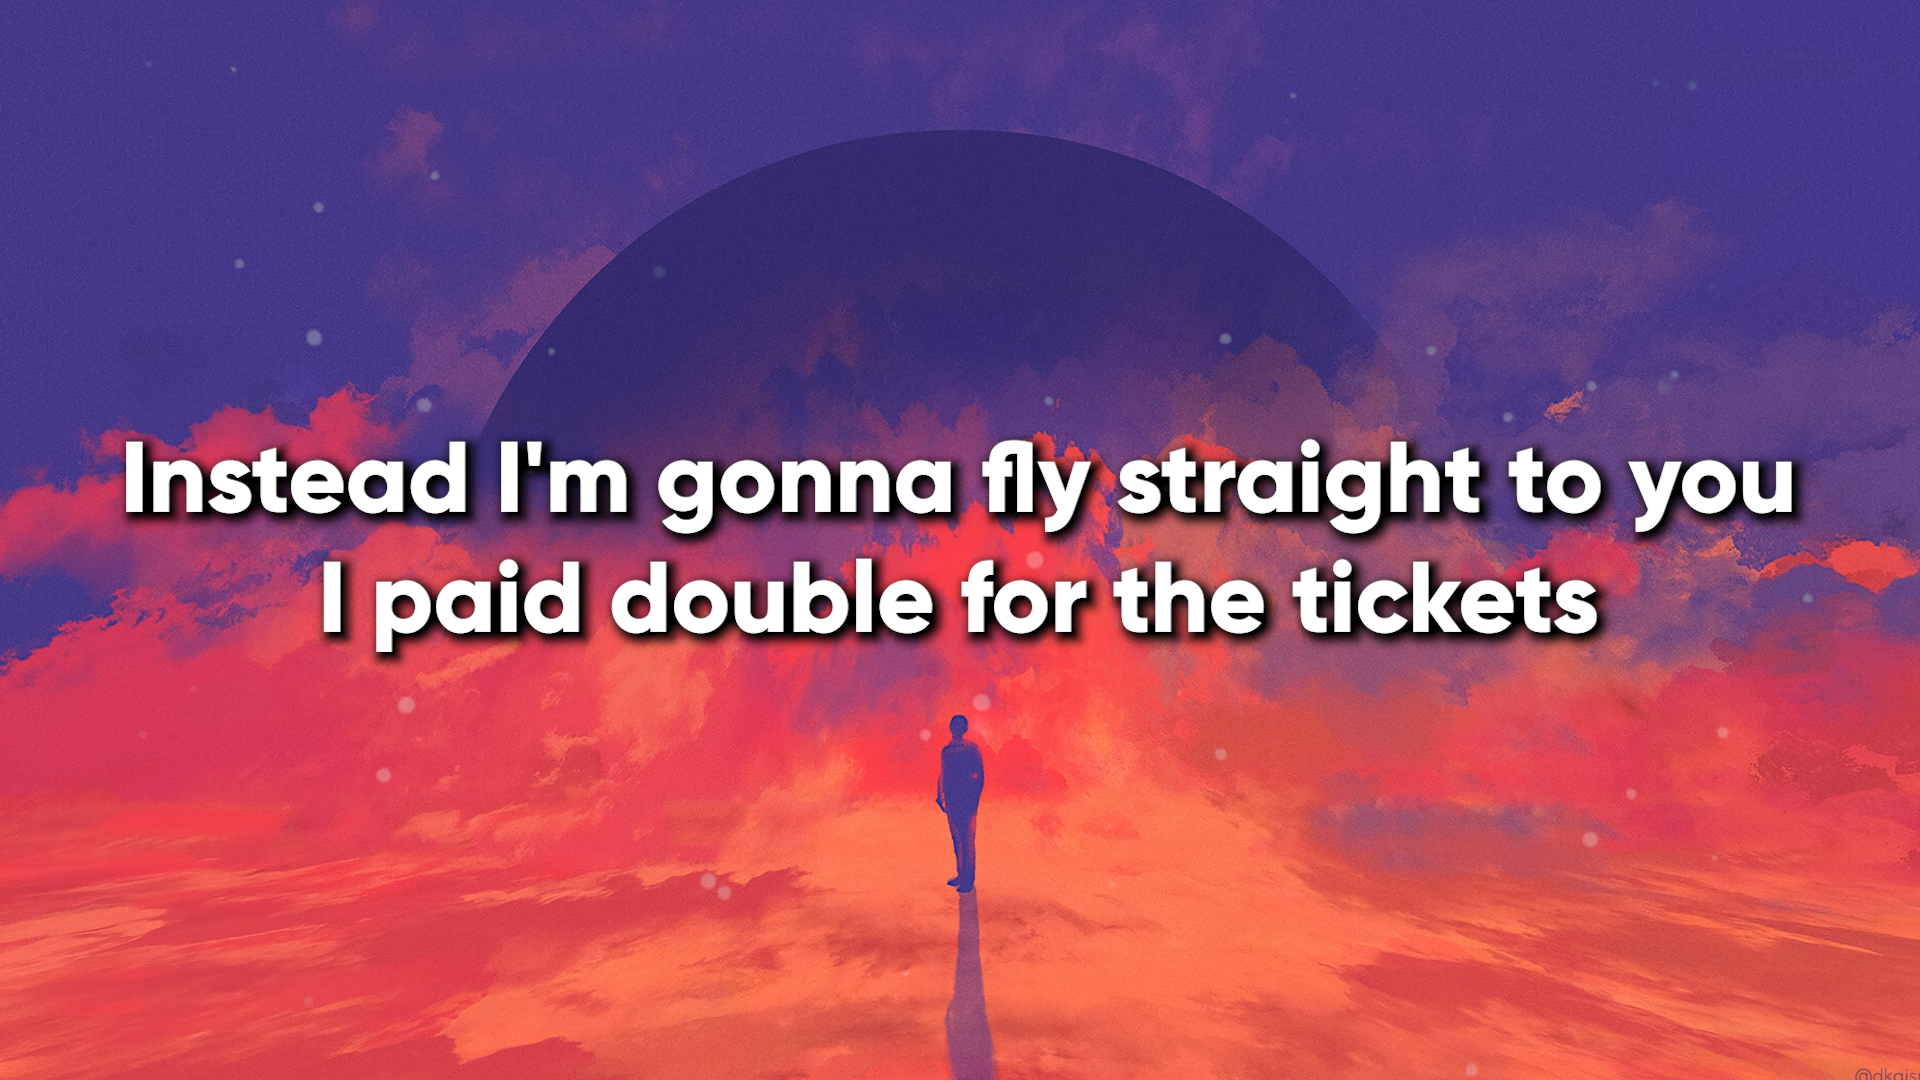 Instead I'm gonna fly straight to you
I paid double for the tickets